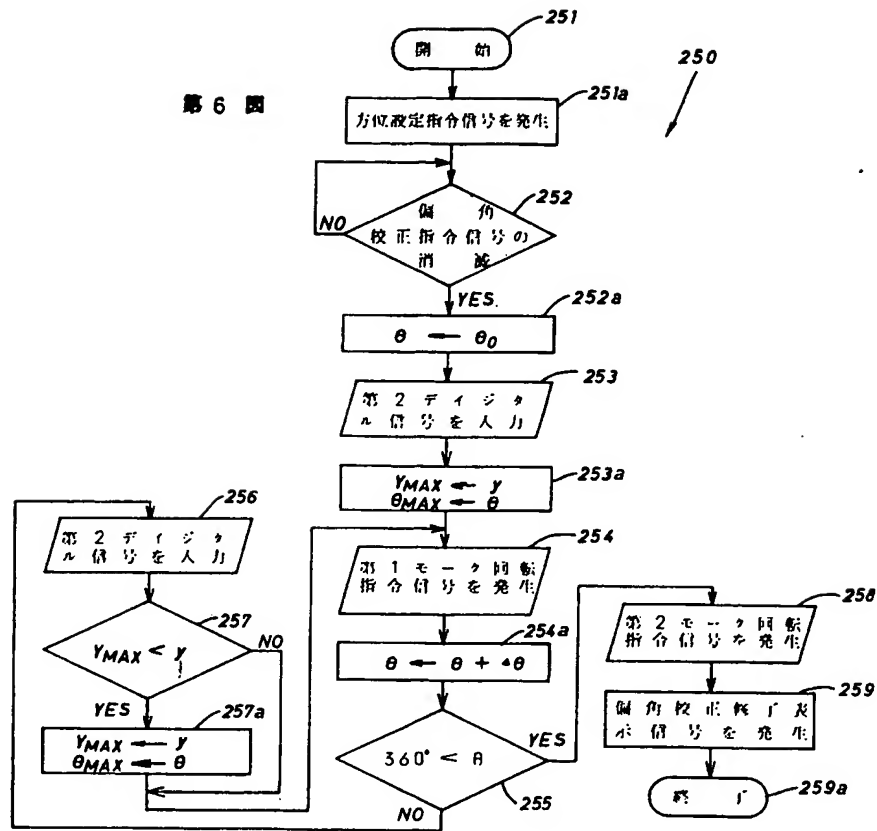 第6図
250
251
開始
251a
方位設定指令信号を発生
252
偏角
校正指令信号の
消滅
NO
YES
252a
θ ← θ0
253
第2ディジタ
ル信号を入力
253a
YMAX ← y
θMAX ← θ
254
第1モータ回転
指令信号を発生
254a
θ ← θ + Δθ
255
360° < θ
YES
NO
256
第2ディジタ
ル信号を入力
257
YMAX < y
NO
YES
257a
YMAX ← y
θMAX ← θ
258
第2モータ回転
指令信号を発生
259
偏角校正終了表
示信号を発生
259a
終了